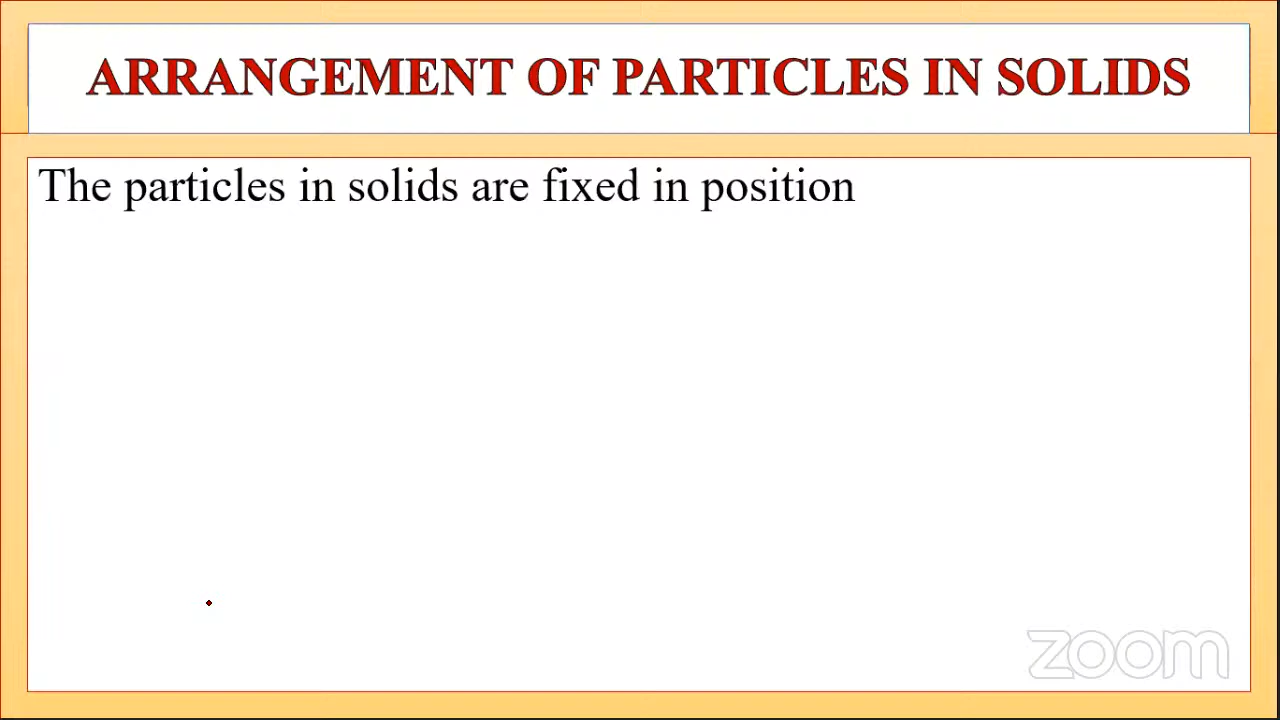 ARRANGEMENT OF PARTICLES IN SOLIDS
The particles in solids are fixed in position
zoom